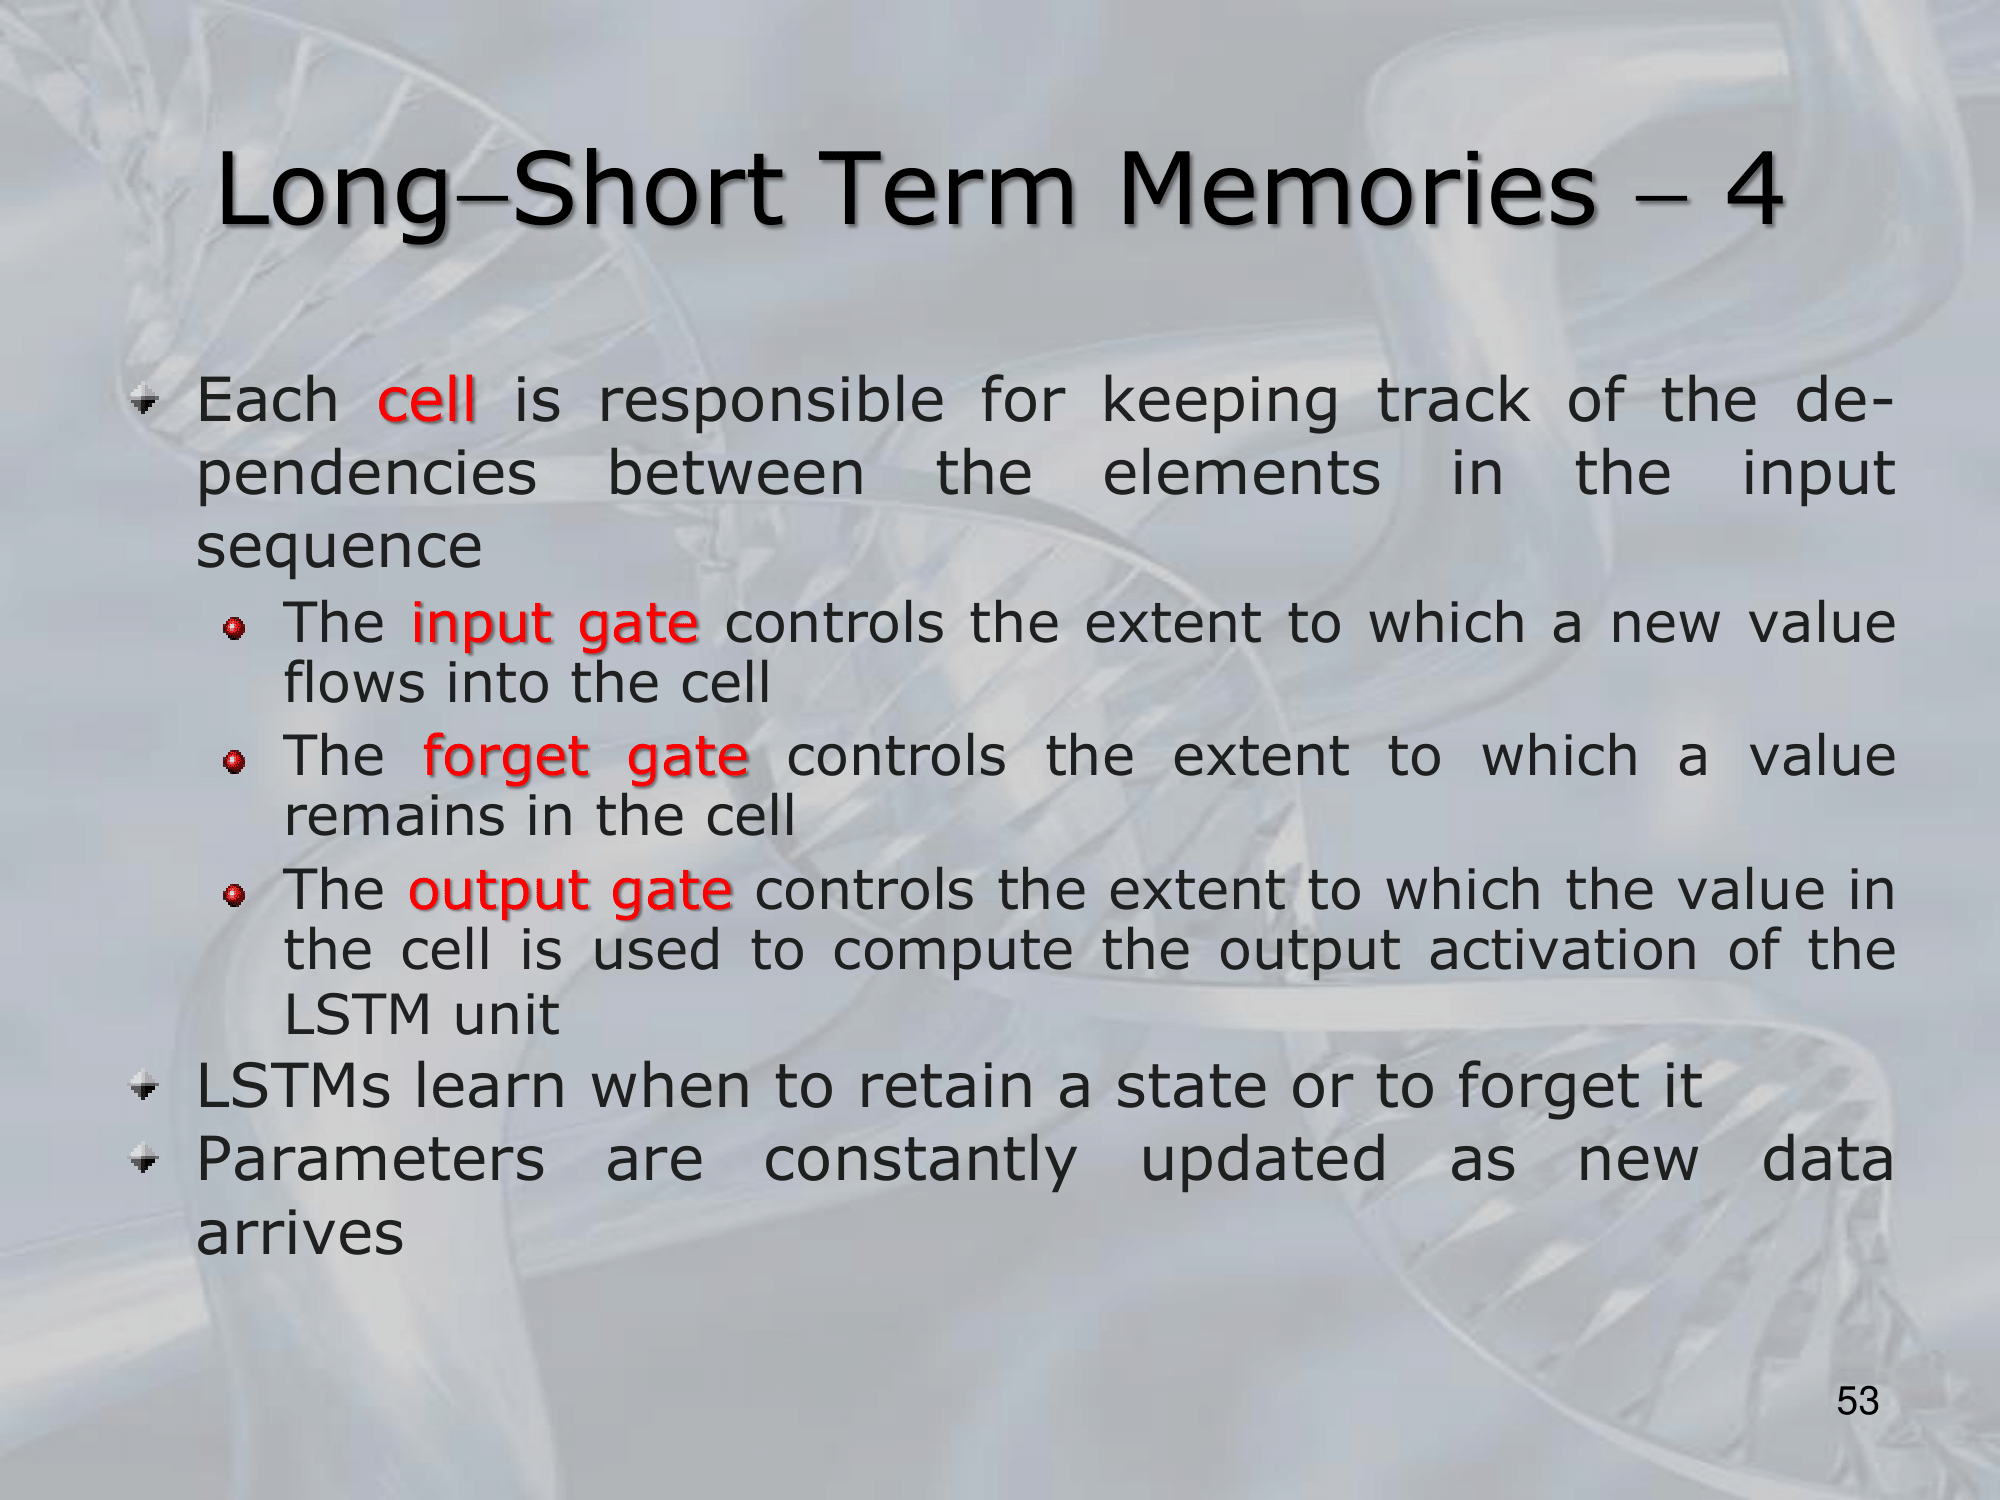 Long–Short Term Memories – 4
Each cell is responsible for keeping track of the de-
pendencies between the elements in the input
sequence
The input gate controls the extent to which a new value
flows into the cell
The forget gate controls the extent to which a value
remains in the cell
The output gate controls the extent to which the value in
the cell is used to compute the output activation of the
LSTM unit
LSTMs learn when to retain a state or to forget it
Parameters are constantly updated as new data
arrives
53